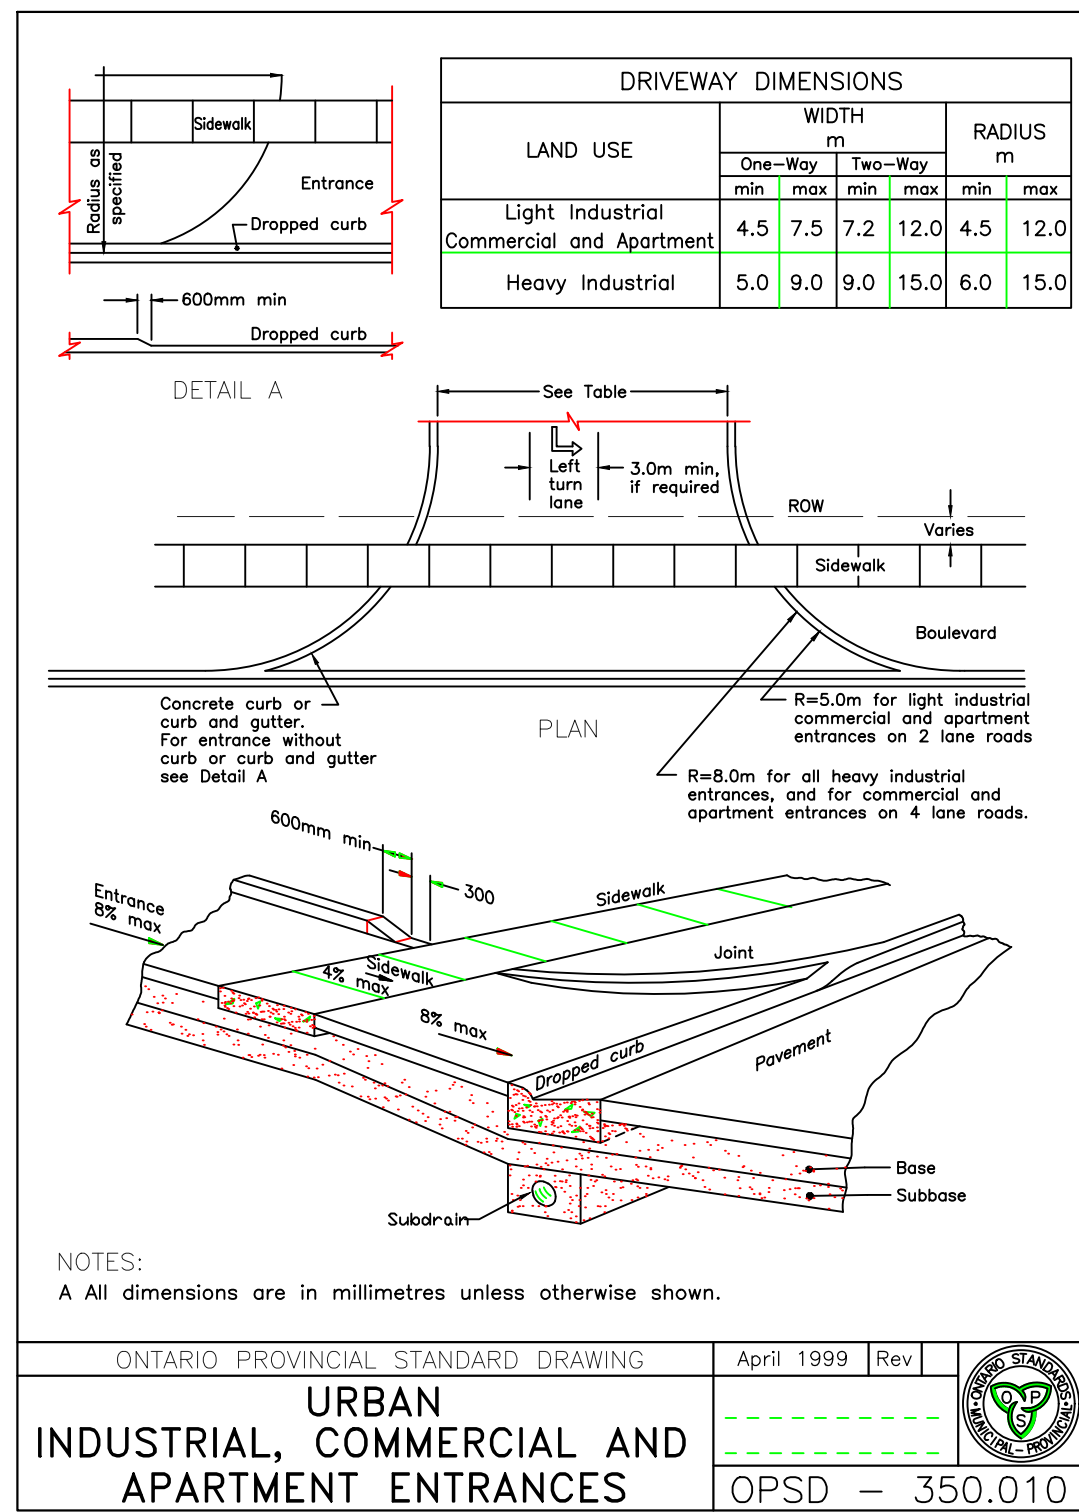 DRIVEWAY DIMENSIONS
LAND USE
WIDTH
m
RADIUS
m
One-Way
Two-Way
min max min max min max
Light Industrial
Commercial and Apartment
4.5 7.5 7.2 12.0 4.5 12.0
Heavy Industrial 5.0 9.0 9.0 15.0 6.0 15.0
Sidewalk
Radius as
specified
Entrance
Dropped curb
600mm min
Dropped curb
DETAIL A
See Table
Left
turn
lane
3.0m min,
if required
ROW
Varies
Sidewalk
Boulevard
Concrete curb or
curb and gutter.
For entrance without
curb or curb and gutter
see Detail A
PLAN
R=5.0m for light industrial
commercial and apartment
entrances on 2 lane roads
R=8.0m for all heavy industrial
entrances, and for commercial and
apartment entrances on 4 lane roads.
600mm min
300
Entrance
8% max
Sidewalk
Sidewalk
4% max
Joint
8% max
Dropped curb
Pavement
Base
Subbase
Subdrain
NOTES:
A All dimensions are in millimetres unless otherwise shown.
ONTARIO PROVINCIAL STANDARD DRAWING
April 1999 Rev
URBAN
INDUSTRIAL, COMMERCIAL AND
APARTMENT ENTRANCES
ONTARIO STANDARDS
MUNICIPAL-PROVINCIAL
O P S
OPSD - 350.010